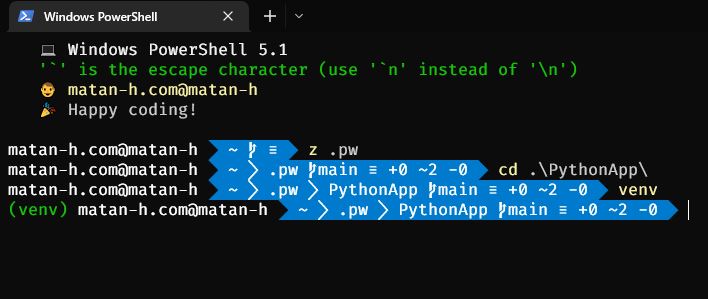 Windows PowerShell
💻 Windows PowerShell 5.1
'`' is the escape character (use '`n' instead of '\n')
👨 matan-h.com@matan-h
🎉 Happy coding!
matan-h.com@matan-h ~ ≡ z .pw
matan-h.com@matan-h ~ .pw main ≡ +0 ~2 -0 cd .\PythonApp\
matan-h.com@matan-h ~ .pw PythonApp main ≡ +0 ~2 -0 venv
(venv) matan-h.com@matan-h ~ .pw PythonApp main ≡ +0 ~2 -0